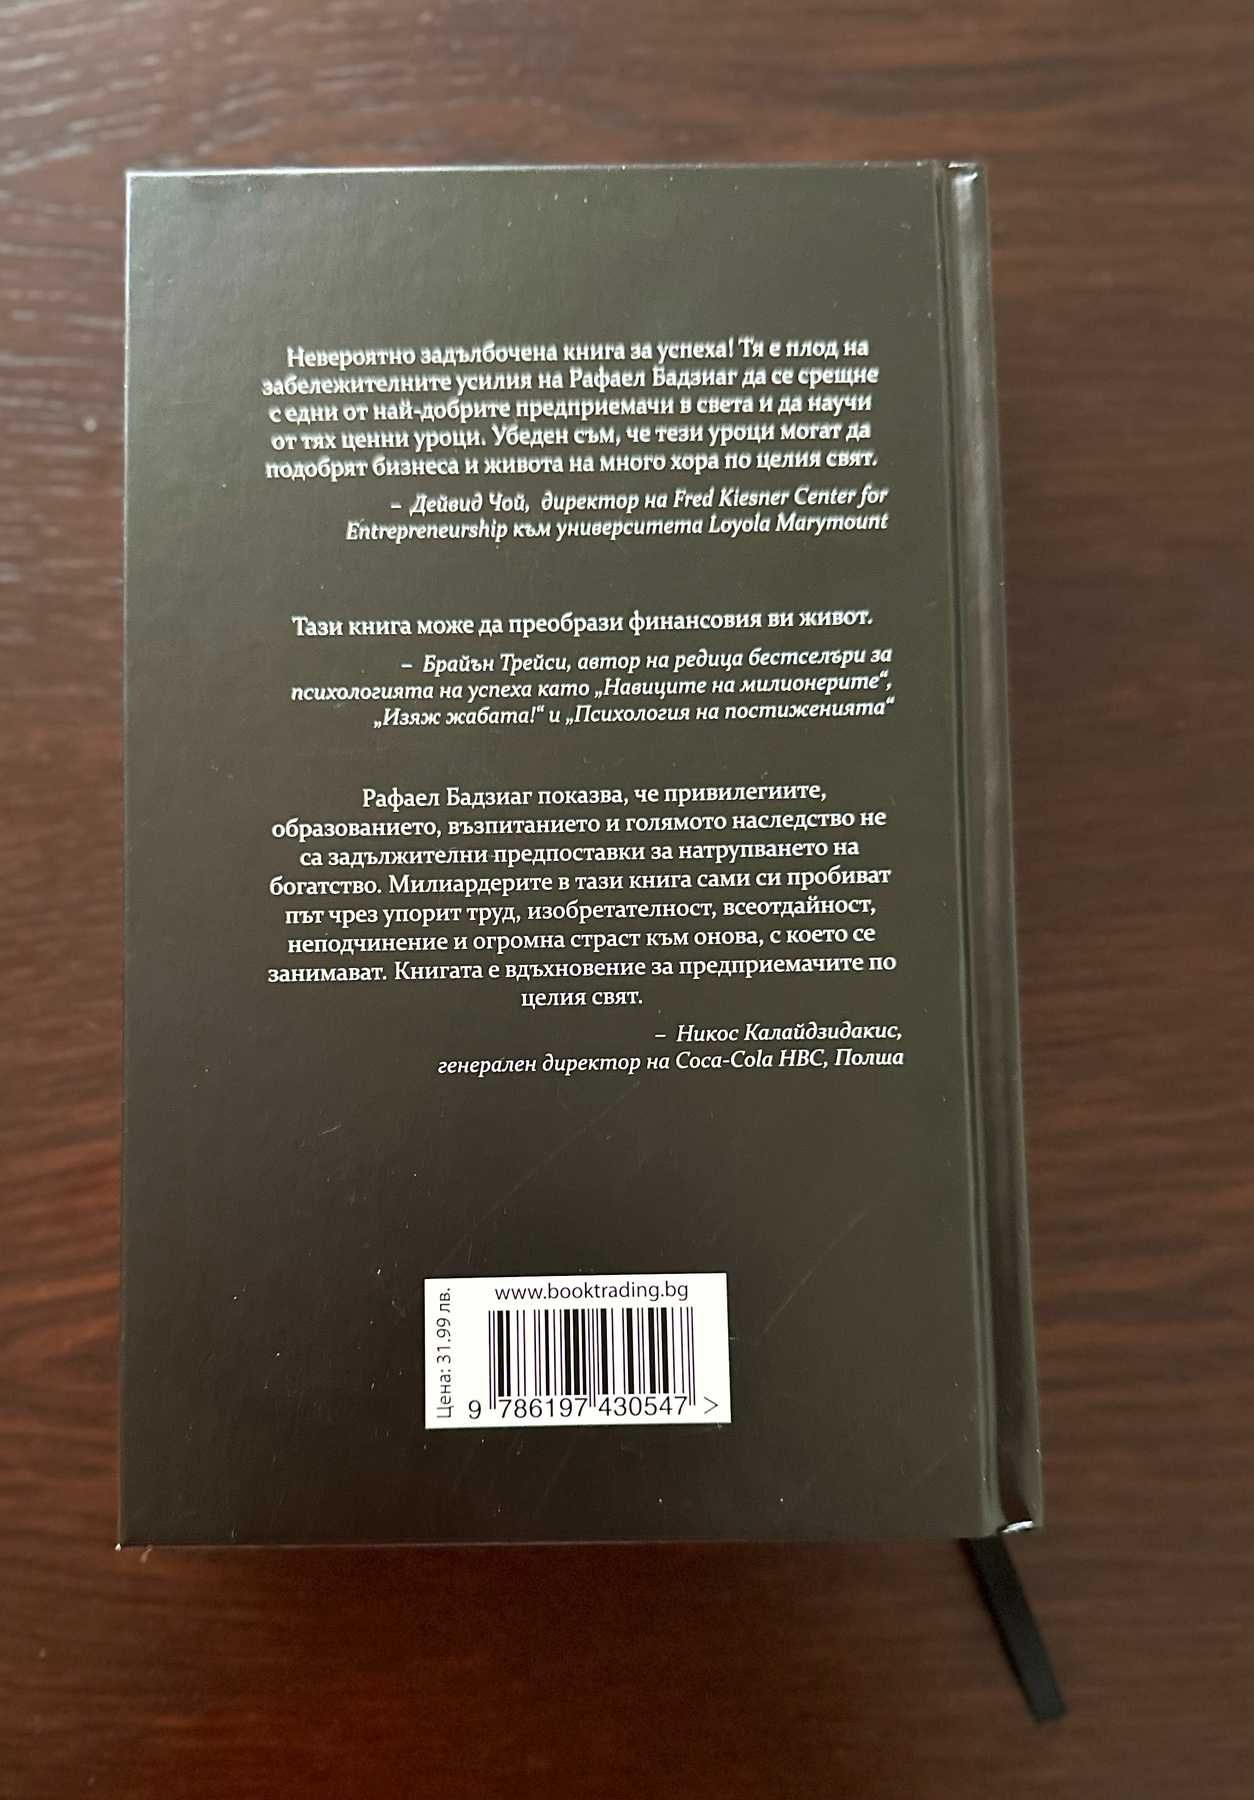 Невероятно задълбочена книга за успеха! Тя е плод на
забележителните усилия на Рафаел Бадзиаг да се срещне
с едни от най-добрите предприемачи в света и да научи
от тях ценни уроци. Убеден съм, че тези уроци могат да
подобрят бизнеса и живота на много хора по целия свят.
– Дейвид Чой, директор на Fred Kiesner Center for
Entrepreneurship към университета Loyola Marymount
Тази книга може да преобрази финансовия ви живот.
– Брайън Трейси, автор на редица бестселъри за
психологията на успеха като „Навиците на милионерите“,
„Изяж жабата!“ и „Психология на постиженията“
Рафаел Бадзиаг показва, че привилегиите,
образованието, възпитанието и голямото наследство не
са задължителни предпоставки за натрупването на
богатство. Милиардерите в тази книга сами си пробиват
път чрез упорит труд, изобретателност, всеотдайност,
неподчинение и огромна страст към онова, с което се
занимават. Книгата е вдъхновение за предприемачите по
целия свят.
– Никос Калайдзидакис,
генерален директор на Coca-Cola HBC, Полша
www.booktrading.bg
Цена: 31.99 лв.
9 786197 430547 >